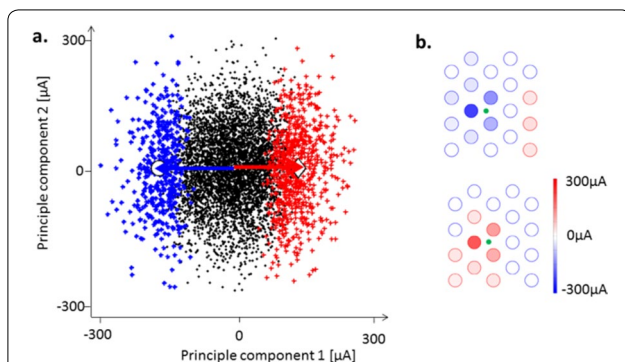 a.
300
0
-300
Principle component 2 [µA]
-300
0
300
Principle component 1 [µA]
b.
300µA
0µA
-300µA